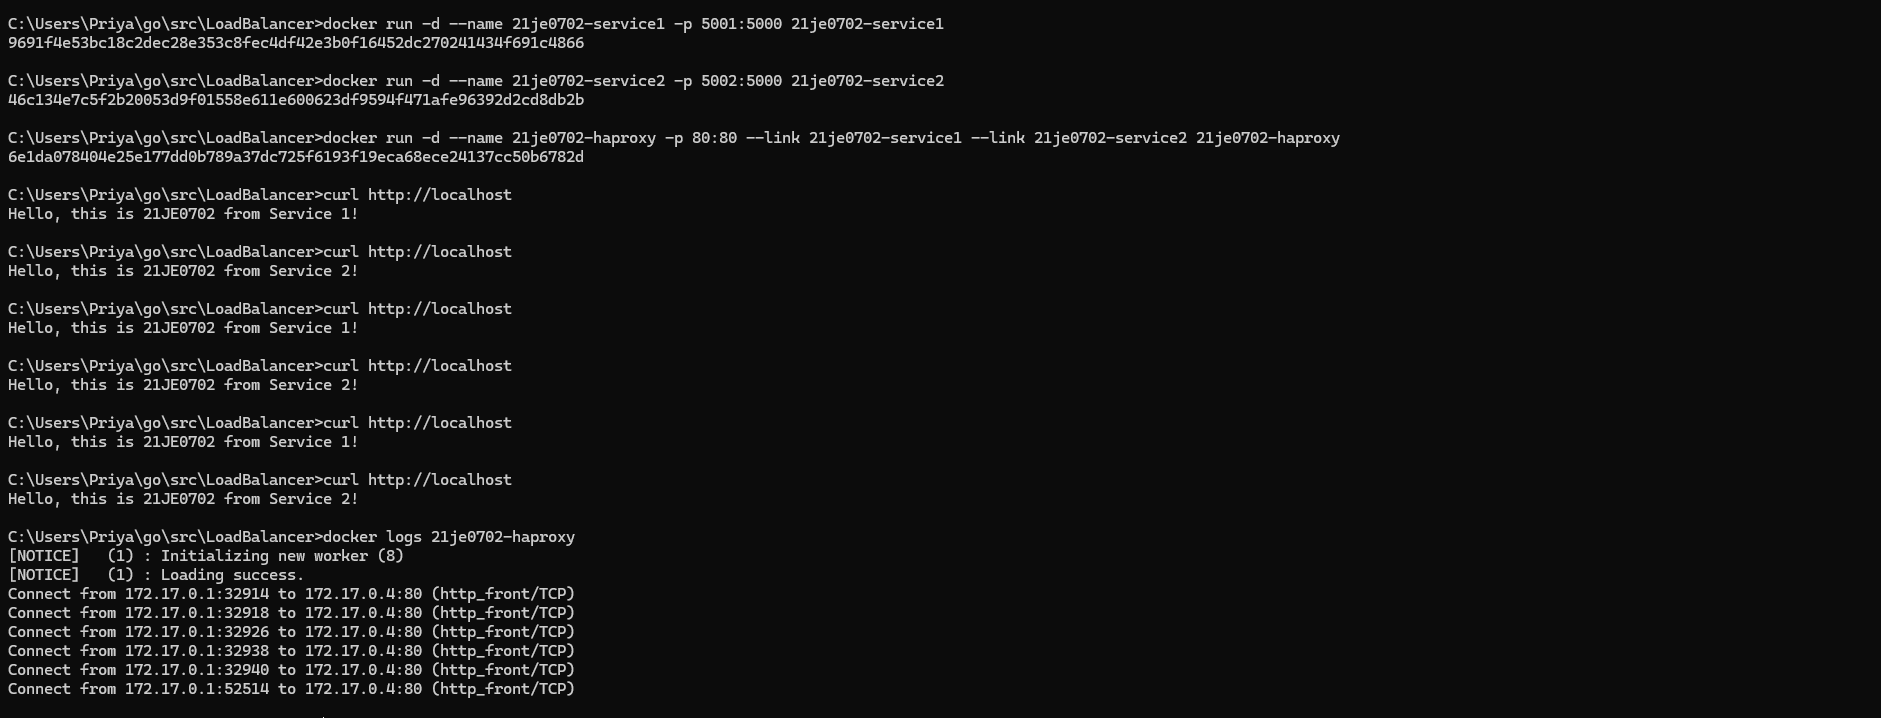 C:\Users\Priya\go\src\LoadBalancer>docker run -d --name 21je0702-service1 -p 5001:5000 21je0702-service1
9691f4e53bc18c2dec28e353c8fec4df42e3b0f16452dc270241434f691c4866
C:\Users\Priya\go\src\LoadBalancer>docker run -d --name 21je0702-service2 -p 5002:5000 21je0702-service2
46c134e7c5f2b20053d9f01558e611e600623df9594f471afe96392d2cd8db2b
C:\Users\Priya\go\src\LoadBalancer>docker run -d --name 21je0702-haproxy -p 80:80 --link 21je0702-service1 --link 21je0702-service2 21je0702-haproxy
6e1da078404e25e177dd0b789a37dc725f6193f19eca68ece24137cc50b6782d
C:\Users\Priya\go\src\LoadBalancer>curl http://localhost
Hello, this is 21JE0702 from Service 1!
C:\Users\Priya\go\src\LoadBalancer>curl http://localhost
Hello, this is 21JE0702 from Service 2!
C:\Users\Priya\go\src\LoadBalancer>curl http://localhost
Hello, this is 21JE0702 from Service 1!
C:\Users\Priya\go\src\LoadBalancer>curl http://localhost
Hello, this is 21JE0702 from Service 2!
C:\Users\Priya\go\src\LoadBalancer>curl http://localhost
Hello, this is 21JE0702 from Service 1!
C:\Users\Priya\go\src\LoadBalancer>curl http://localhost
Hello, this is 21JE0702 from Service 2!
C:\Users\Priya\go\src\LoadBalancer>docker logs 21je0702-haproxy
[NOTICE]   (1) : Initializing new worker (8)
[NOTICE]   (1) : Loading success.
Connect from 172.17.0.1:32914 to 172.17.0.4:80 (http_front/TCP)
Connect from 172.17.0.1:32918 to 172.17.0.4:80 (http_front/TCP)
Connect from 172.17.0.1:32926 to 172.17.0.4:80 (http_front/TCP)
Connect from 172.17.0.1:32938 to 172.17.0.4:80 (http_front/TCP)
Connect from 172.17.0.1:32940 to 172.17.0.4:80 (http_front/TCP)
Connect from 172.17.0.1:52514 to 172.17.0.4:80 (http_front/TCP)